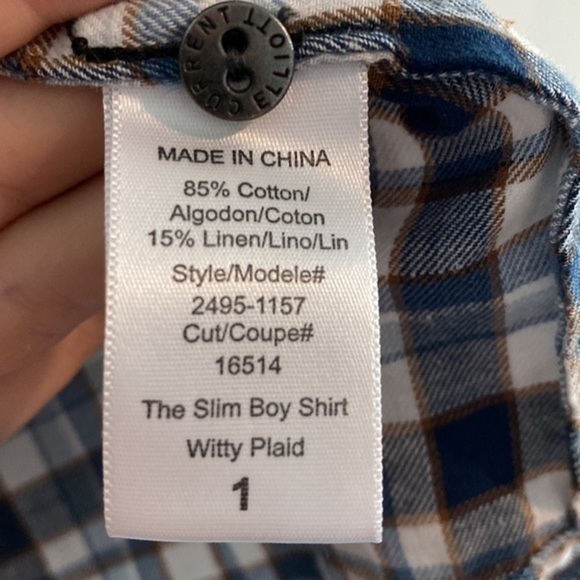 CURRENT ELLIOTT
MADE IN CHINA
85% Cotton/
Algodon/Coton
15% Linen/Lino/Lin
Style/Modele#
2495-1157
Cut/Coupe#
16514
The Slim Boy Shirt
Witty Plaid
1